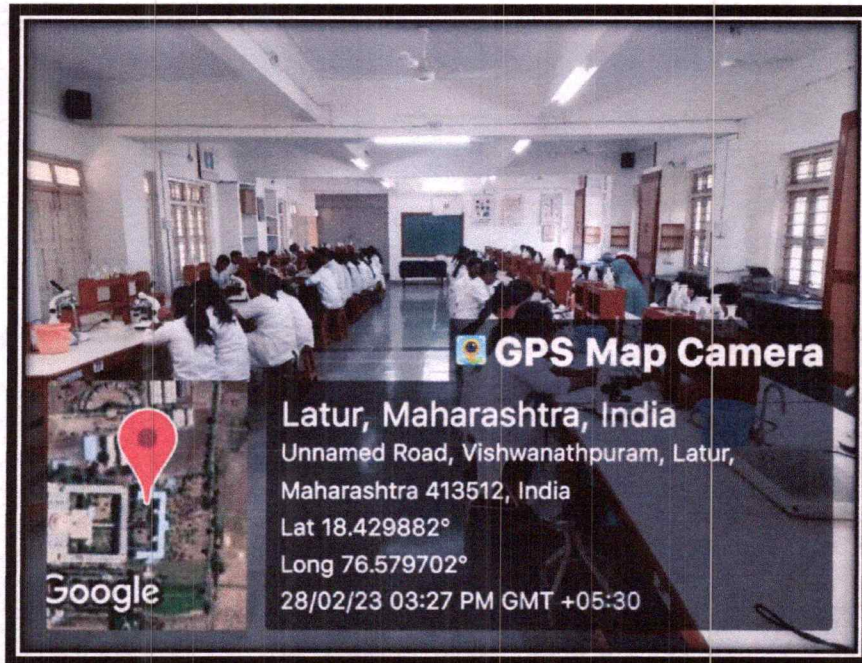 GPS Map Camera
Latur, Maharashtra, India
Unnamed Road, Vishwanathpuram, Latur,
Maharashtra 413512, India
Lat 18.429882°
Long 76.579702°
28/02/23 03:27 PM GMT +05:30
Google